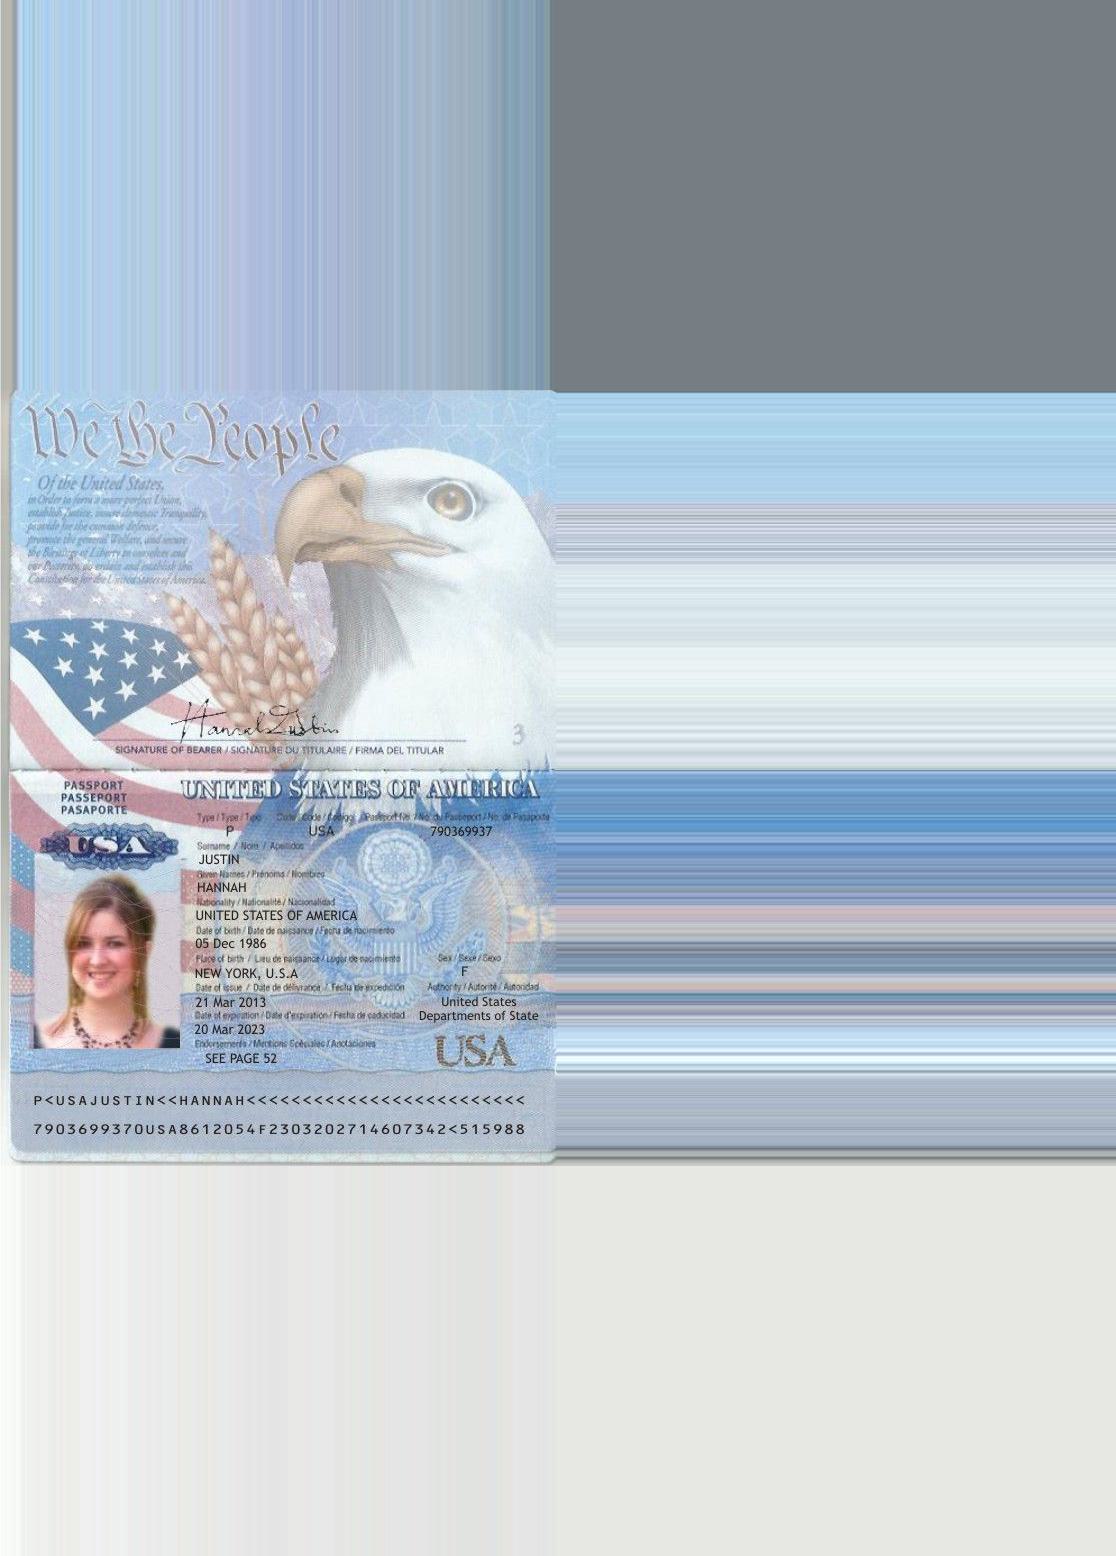 We the People
Of the United States,
in Order to form a more perfect Union,
establish Justice, insure domestic Tranquility,
provide for the common defence,
promote the general Welfare, and secure
the Blessings of Liberty to ourselves and
our Posterity, do ordain and establish this
Constitution for the United States of America.
Hannah Justin
3
SIGNATURE OF BEARER / SIGNATURE DU TITULAIRE / FIRMA DEL TITULAR
PASSPORT
PASSEPORT
PASAPORTE
USA
UNITED STATES OF AMERICA
Type / Type / Tipo Code / Code / Código Passport No. / No. du Passeport / No. de Pasaporte
P USA 790369937
Surname / Nom / Apellidos
JUSTIN
Given Names / Prénoms / Nombres
HANNAH
Nationality / Nationalité / Nacionalidad
UNITED STATES OF AMERICA
Date of birth / Date de naissance / Fecha de nacimiento
05 Dec 1986
Place of birth / Lieu de naissance / Lugar de nacimiento Sex / Sexe / Sexo
NEW YORK, U.S.A F
Date of issue / Date de délivrance / Fecha de expedición Authority / Autorité / Autoridad
21 Mar 2013 United States
Date of expiration / Date d'expiration / Fecha de caducidad Departments of State
20 Mar 2023
Endorsements / Mentions Spéciales / Anotaciones
SEE PAGE 52
USA
P<USAJUSTIN<<HANNAH<<<<<<<<<<<<<<<<<<<<<<<<<
7903699370USA8612054F2303202714607342<515988